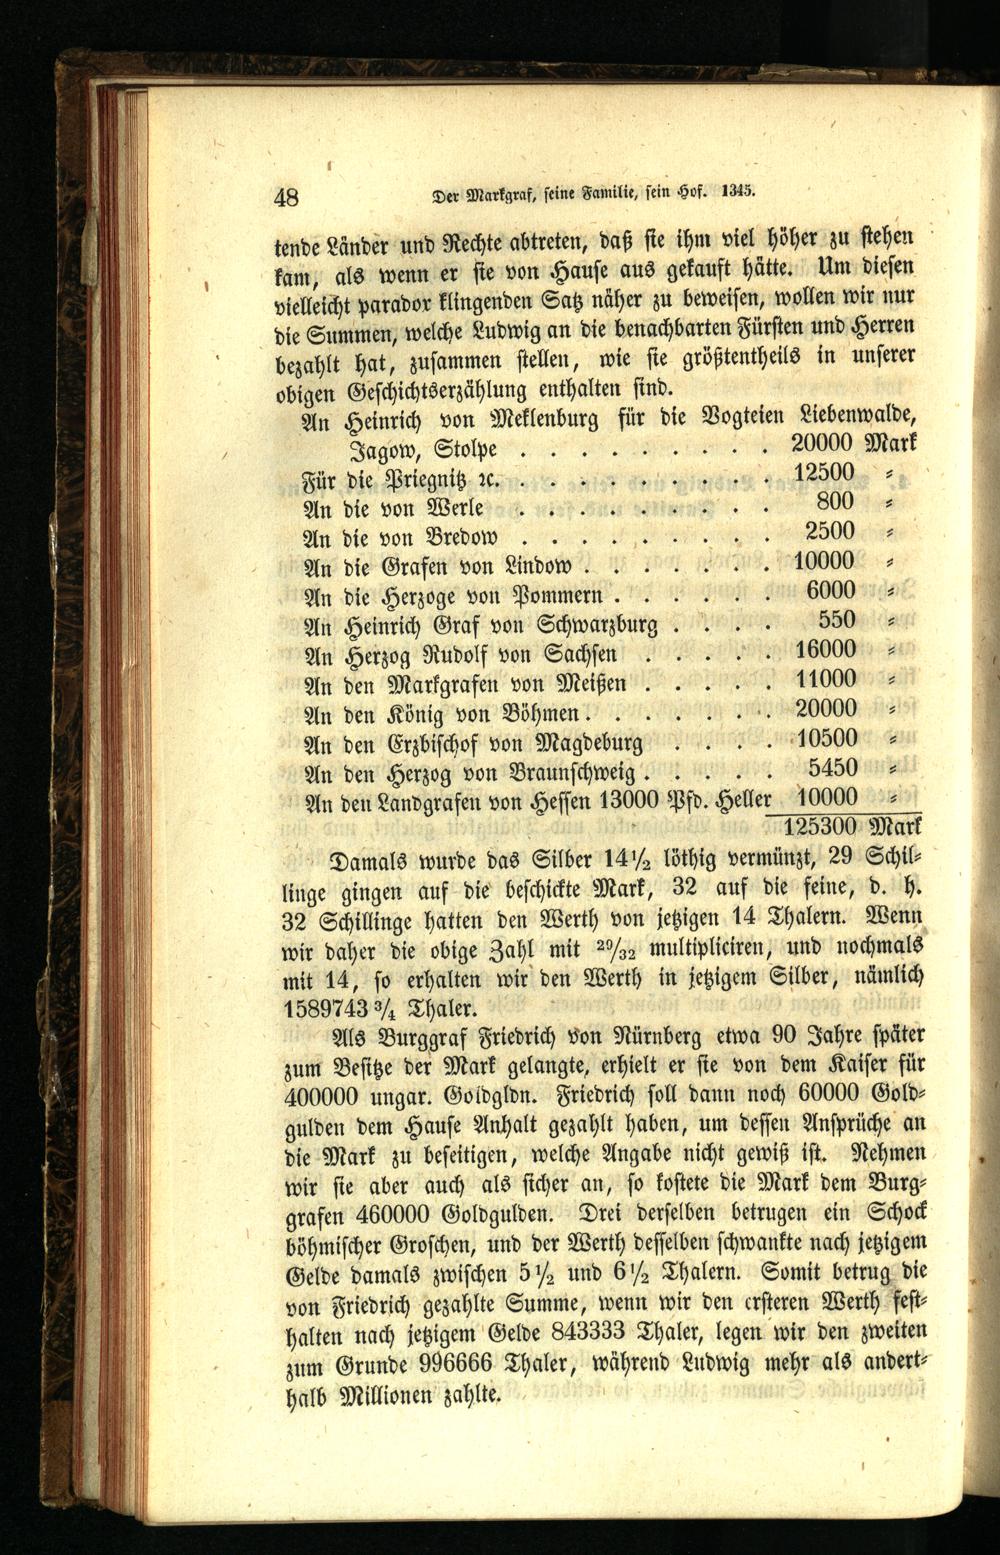 48 Der Markgraf, seine Familie, sein Hof. 1345.
tende Länder und Rechte abtreten, daß sie ihm viel höher zu stehen
kam, als wenn er sie von Hause aus gekauft hätte. Um diesen
vielleicht paradox klingenden Satz näher zu beweisen, wollen wir nur
die Summen, welche Ludwig an die benachbarten Fürsten und Herren
bezahlt hat, zusammen stellen, wie sie größtentheils in unserer
obigen Geschichtserzählung enthalten sind.
An Heinrich von Meklenburg für die Vogteien Liebenwalde,
Jagow, Stolpe . . . . . . . . . 20000 Mark
Für die Priegnitz ꝛc. . . . . . . . . . 12500 ⸗
An die von Werle . . . . . . . . . 800 ⸗
An die von Bredow . . . . . . . . . 2500 ⸗
An die Grafen von Lindow . . . . . . . 10000 ⸗
An die Herzoge von Pommern . . . . . . 6000 ⸗
An Heinrich Graf von Schwarzburg . . . . 550 ⸗
An Herzog Rudolf von Sachsen . . . . . 16000 ⸗
An den Markgrafen von Meißen . . . . . 11000 ⸗
An den König von Böhmen . . . . . . . 20000 ⸗
An den Erzbischof von Magdeburg . . . . 10500 ⸗
An den Herzog von Braunschweig . . . . . 5450 ⸗
An den Landgrafen von Hessen 13000 Pfd. Heller 10000 ⸗
125300 Mark
Damals wurde das Silber 14½ löthig vermünzt, 29 Schil⸗
linge gingen auf die beschickte Mark, 32 auf die feine, d. h.
32 Schillinge hatten den Werth von jetzigen 14 Thalern. Wenn
wir daher die obige Zahl mit 29/32 multipliciren, und nochmals
mit 14, so erhalten wir den Werth in jetzigem Silber, nämlich
1589743¾ Thaler.
Als Burggraf Friedrich von Nürnberg etwa 90 Jahre später
zum Besitze der Mark gelangte, erhielt er sie von dem Kaiser für
400000 ungar. Goidgldn. Friedrich soll dann noch 60000 Gold⸗
gulden dem Hause Anhalt gezahlt haben, um dessen Ansprüche an
die Mark zu beseitigen, welche Angabe nicht gewiß ist. Nehmen
wir sie aber auch als sicher an, so kostete die Mark dem Burg⸗
grafen 460000 Goldgulden. Drei derselben betrugen ein Schock
böhmischer Groschen, und der Werth desselben schwankte nach jetzigem
Gelde damals zwischen 5½ und 6½ Thalern. Somit betrug die
von Friedrich gezahlte Summe, wenn wir den ersteren Werth fest⸗
halten nach jetzigem Gelde 843333 Thaler, legen wir den zweiten
zum Grunde 996666 Thaler, während Ludwig mehr als andert⸗
halb Millionen zahlte.